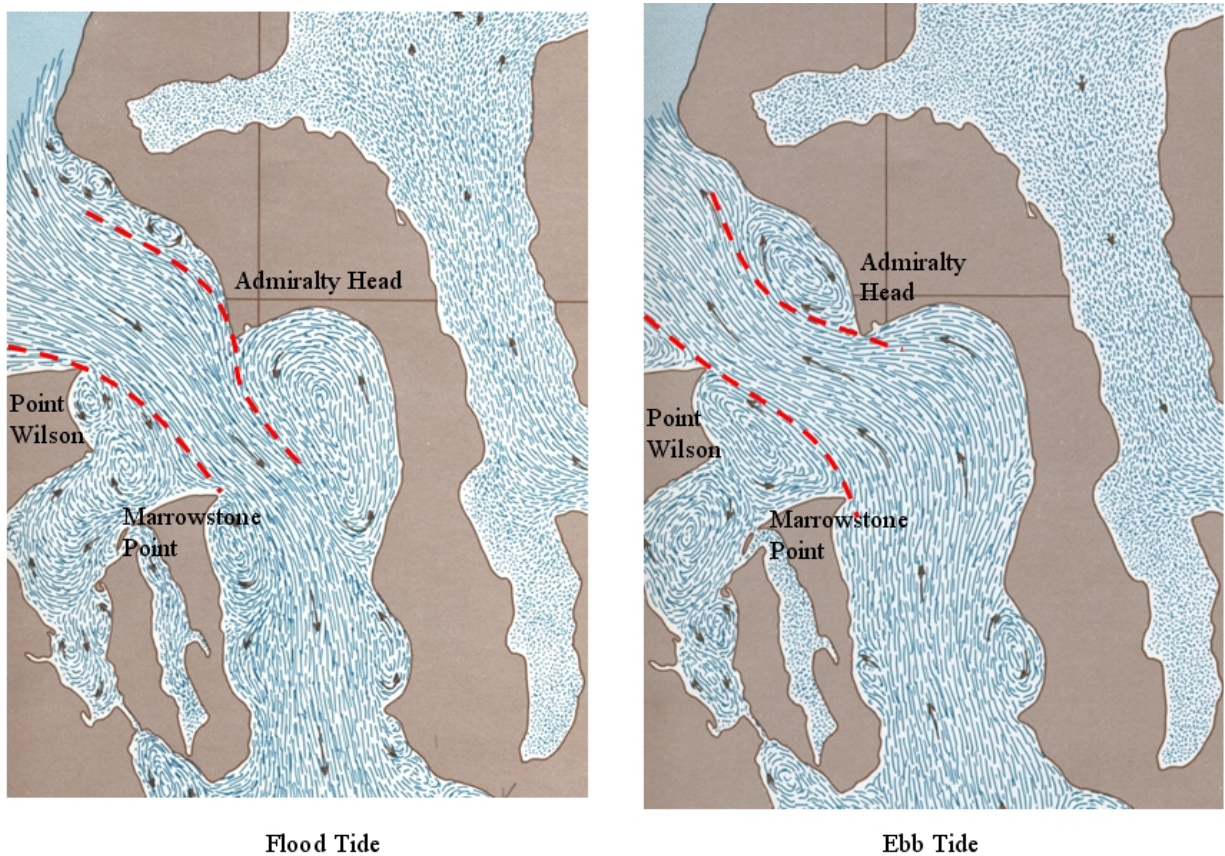 Admiralty Head
Point
Wilson
Marrowstone
Point
Flood Tide
Admiralty
Head
Point
Wilson
Marrowstone
Point
Ebb Tide